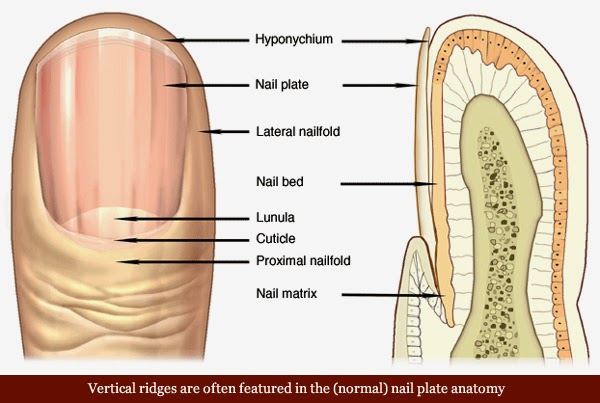 Hyponychium
Nail plate
Lateral nailfold
Nail bed
Lunula
Cuticle
Proximal nailfold
Nail matrix
Vertical ridges are often featured in the (normal) nail plate anatomy